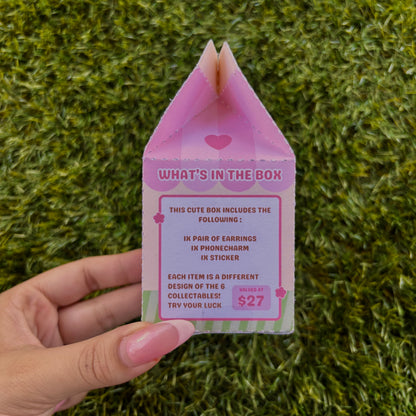 WHAT'S IN THE BOX
THIS CUTE BOX INCLUDES THE
FOLLOWING :
1X PAIR OF EARRINGS
1X PHONECHARM
1X STICKER
EACH ITEM IS A DIFFERENT
DESIGN OF THE 6
COLLECTABLES!
TRY YOUR LUCK
VALUED AT
$27